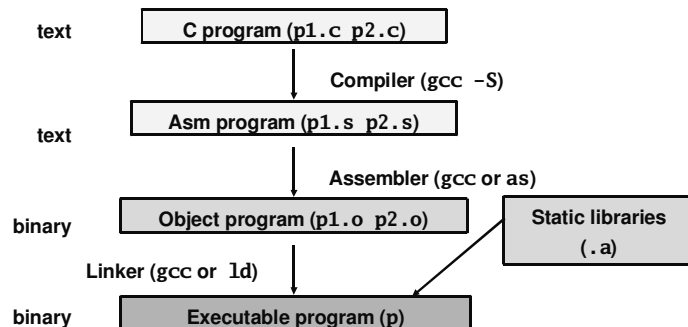 text
C program (p1.c p2.c)
Compiler (gcc -S)
text
Asm program (p1.s p2.s)
Assembler (gcc or as)
binary
Object program (p1.o p2.o)
Static libraries
(.a)
Linker (gcc or ld)
binary
Executable program (p)